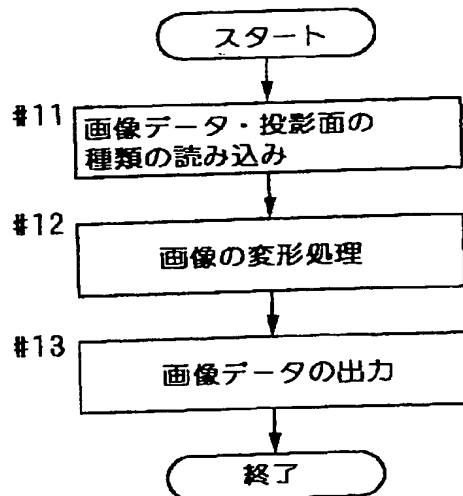 スタート
#11
画像データ・投影面の
種類の読み込み
#12
画像の変形処理
#13
画像データの出力
終了